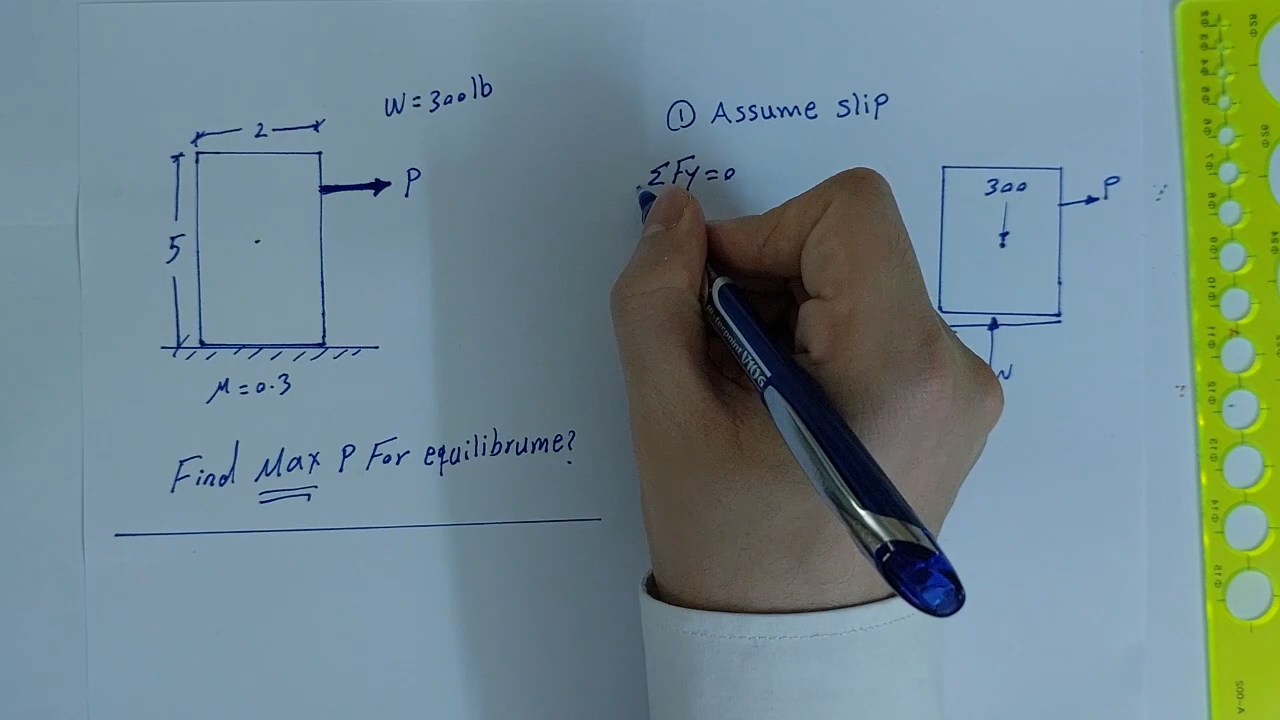 W = 300 lb
2
P
5
μ = 0.3
Find Max P For equilibrume?
① Assume slip
ΣFy = 0
300
P
N